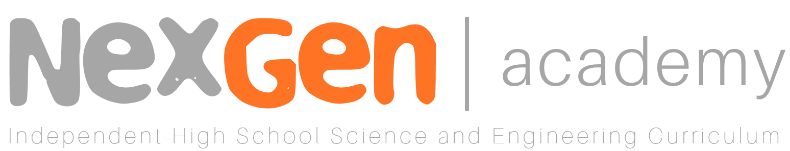 NexGen | academy
Independent High School Science and Engineering Curriculum